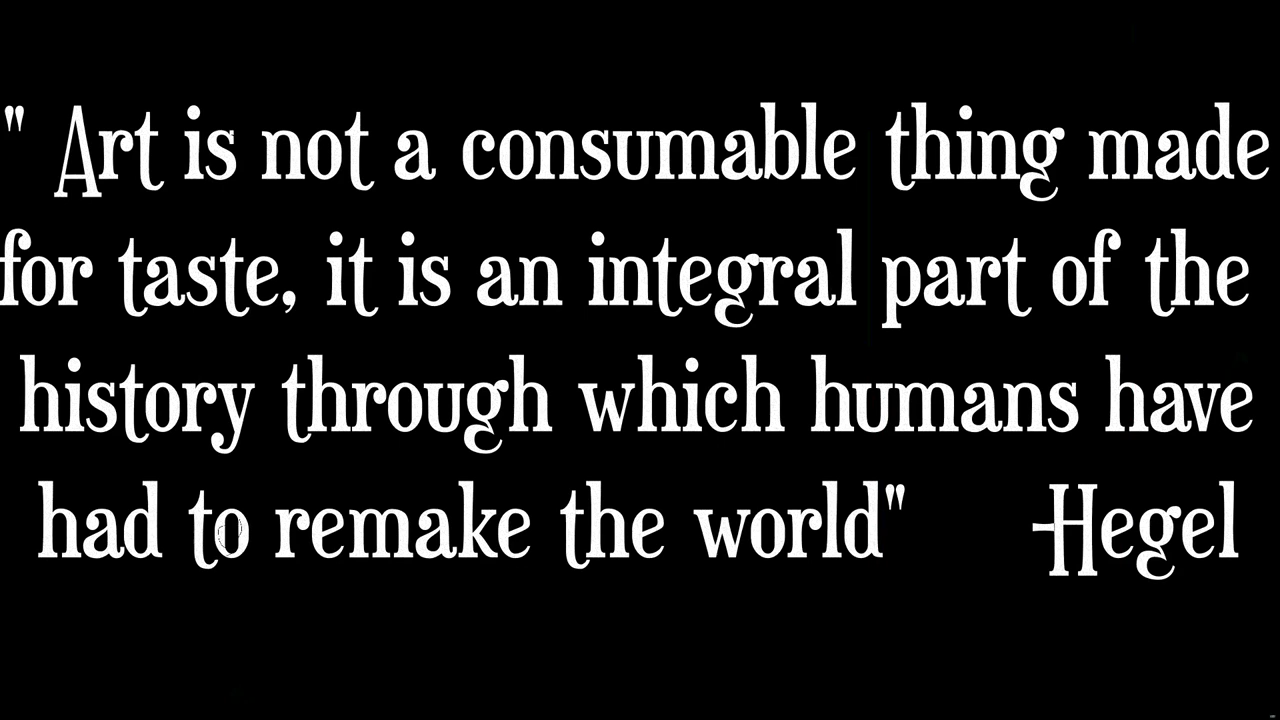 " Art is not a consumable thing made
for taste, it is an integral part of the
history through which humans have
had to remake the world" -Hegel